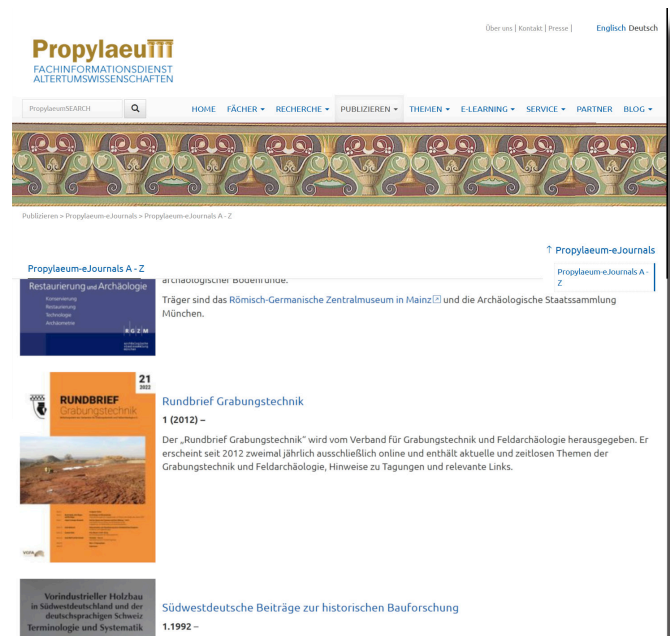 Über uns | Kontakt | Presse | Englisch Deutsch
Propylaeum
FACHINFORMATIONSDIENST
ALTERTUMSWISSENSCHAFTEN
PropylaeumSEARCH
HOME FÄCHER RECHERCHE PUBLIZIEREN THEMEN E-LEARNING SERVICE PARTNER BLOG
Publizieren > Propylaeum-eJournals > Propylaeum-eJournals A - Z
↑ Propylaeum-eJournals
Propylaeum-eJournals A - Z
Propylaeum-eJournals A -
Z
archäologischer Bodenfunde.
Restaurierung und Archäologie
Konservierung
Restaurierung
Technologie
Archäometrie
R G Z M
Träger sind das Römisch-Germanische Zentralmuseum in Mainz und die Archäologische Staatssammlung
München.
21
2022
RUNDBRIEF
Grabungstechnik
Rundbrief Grabungstechnik
1 (2012) –
Der „Rundbrief Grabungstechnik" wird vom Verband für Grabungstechnik und Feldarchäologie herausgegeben. Er
erscheint seit 2012 zweimal jährlich ausschließlich online und enthält aktuelle und zeitlosen Themen der
Grabungstechnik und Feldarchäologie, Hinweise zu Tagungen und relevante Links.
Vorindustrieller Holzbau
in Südwestdeutschland und der
deutschsprachigen Schweiz
Terminologie und Systematik
Südwestdeutsche Beiträge zur historischen Bauforschung
1.1992 –